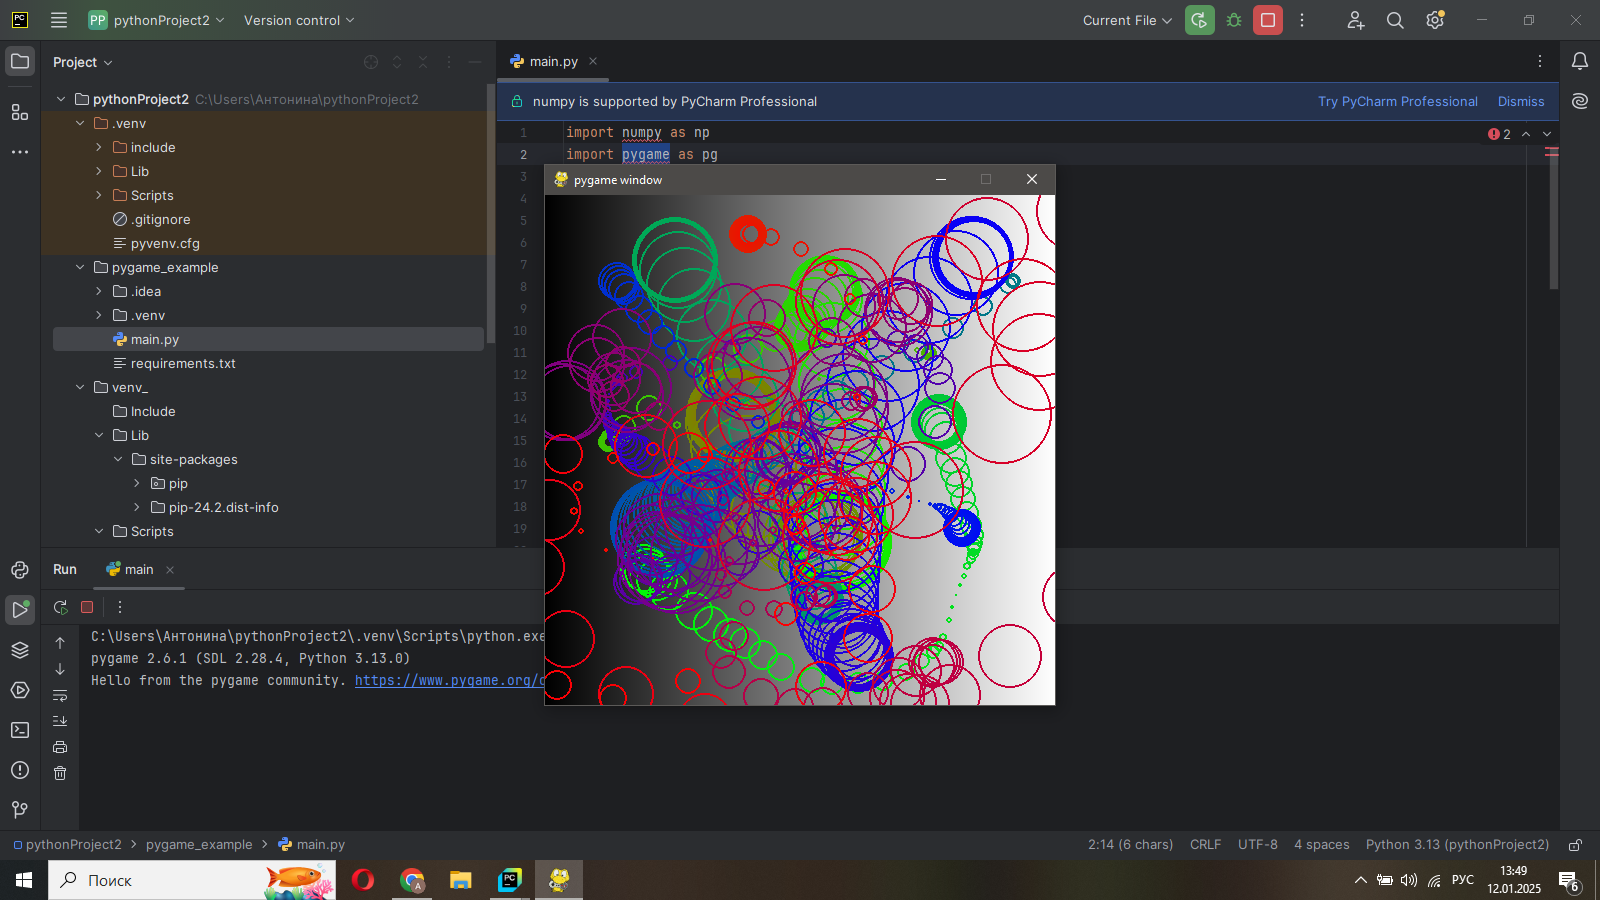 PC
PP pythonProject2
Version control
Current File
Project
main.py
numpy is supported by PyCharm Professional
Try PyCharm Professional
Dismiss
pythonProject2 C:\Users\Антонина\pythonProject2
.venv
include
Lib
Scripts
.gitignore
pyvenv.cfg
pygame_example
.idea
.venv
main.py
requirements.txt
venv_
Include
Lib
site-packages
pip
pip-24.2.dist-info
Scripts
1 import numpy as np
2 import pygame as pg
2
3
4
5
6
7
8
9
10
11
12
13
14
15
16
17
18
19
pygame window
Run
main
C:\Users\Антонина\pythonProject2\.venv\Scripts\python.exe
pygame 2.6.1 (SDL 2.28.4, Python 3.13.0)
Hello from the pygame community. https://www.pygame.org/c
pythonProject2 > pygame_example > main.py
2:14 (6 chars) CRLF UTF-8 4 spaces Python 3.13 (pythonProject2)
Поиск
A
PC
РУС
13:49
12.01.2025
6